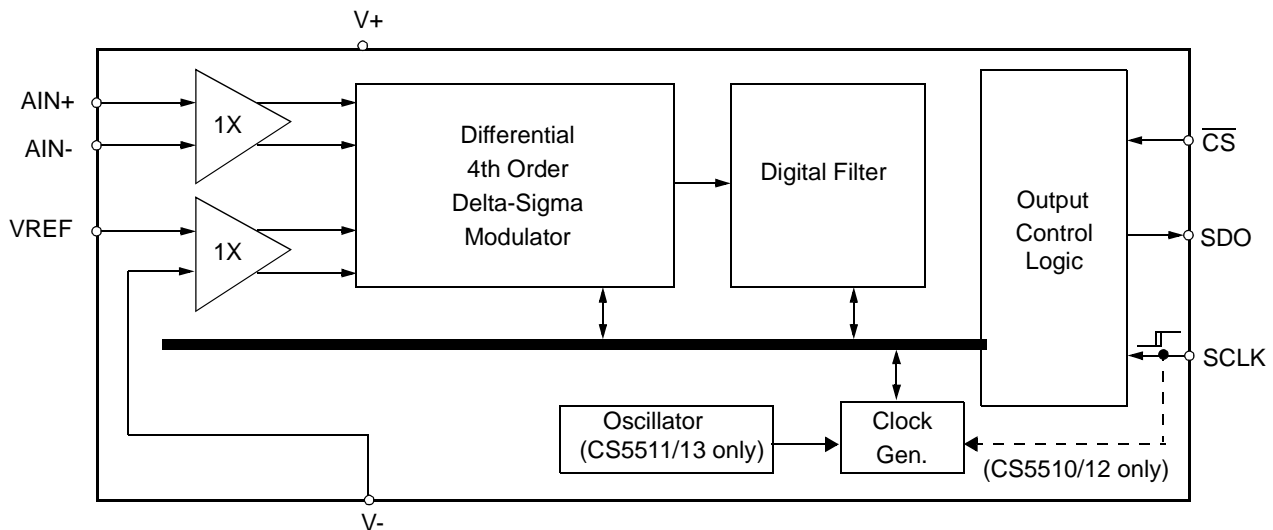 V+
AIN+
AIN-
1X
Differential
4th Order
Delta-Sigma
Modulator
Digital Filter
Output
Control
Logic
CS
SDO
VREF
1X
SCLK
Oscillator
(CS5511/13 only)
Clock
Gen.
(CS5510/12 only)
V-